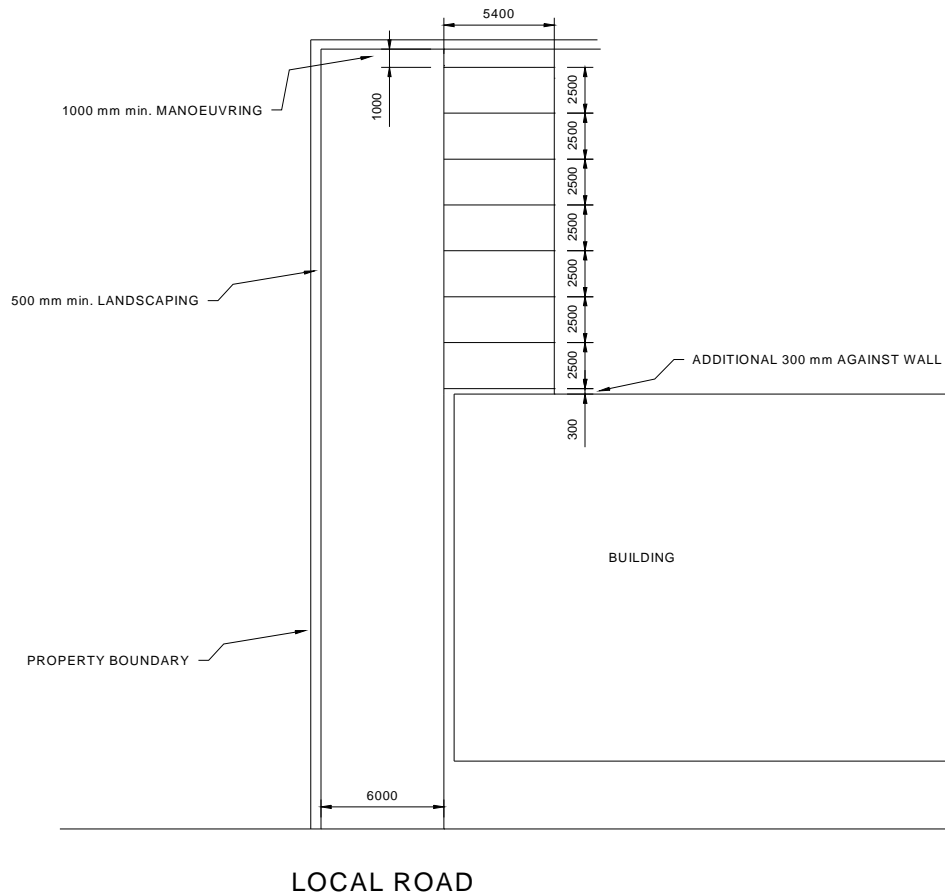 5400
1000 mm min. MANOEUVRING
1000
2500
2500
2500
2500
500 mm min. LANDSCAPING
2500
2500
2500
ADDITIONAL 300 mm AGAINST WALL
300
BUILDING
PROPERTY BOUNDARY
6000
LOCAL ROAD